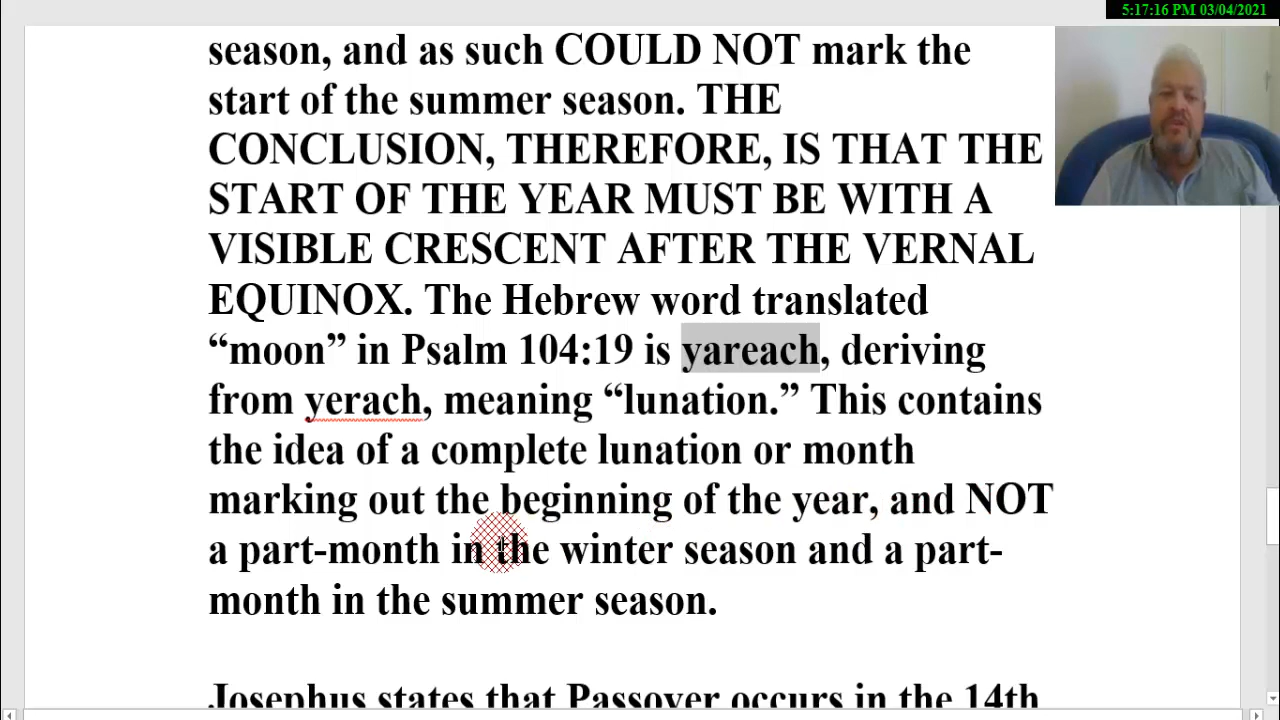 5:17:16 PM 03/04/2021
season, and as such COULD NOT mark the
start of the summer season. THE
CONCLUSION, THEREFORE, IS THAT THE
START OF THE YEAR MUST BE WITH A
VISIBLE CRESCENT AFTER THE VERNAL
EQUINOX. The Hebrew word translated
“moon” in Psalm 104:19 is yareach, deriving
from yerach, meaning “lunation.” This contains
the idea of a complete lunation or month
marking out the beginning of the year, and NOT
a part-month in the winter season and a part-
month in the summer season.
Josephus states that Passover occurs in the 14th